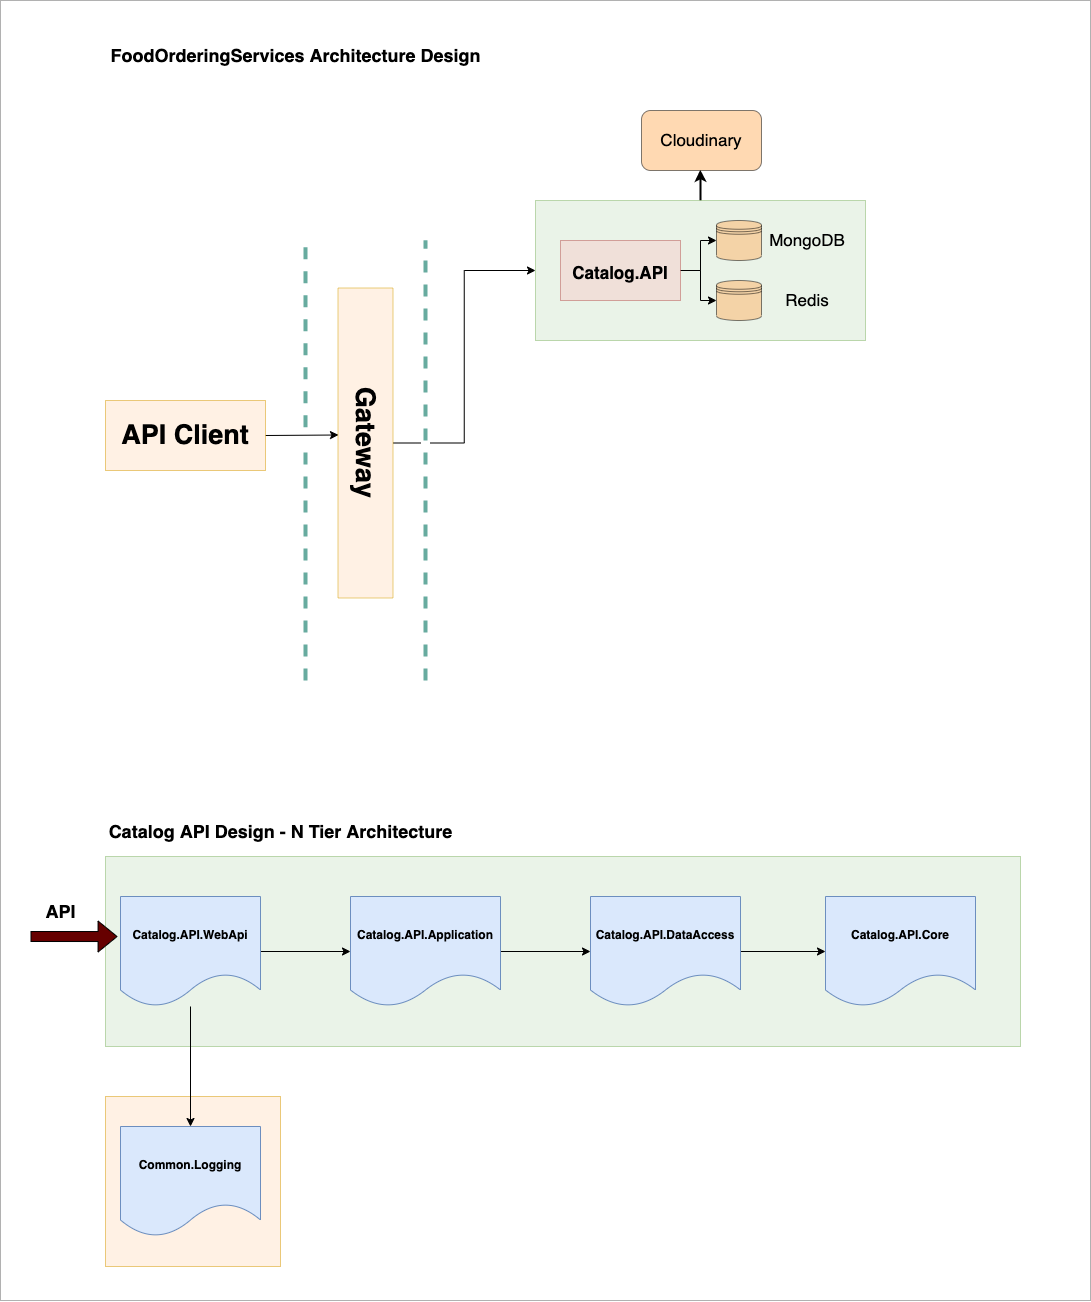 FoodOrderingServices Architecture Design
Cloudinary
MongoDB
Catalog.API
Redis
API Client
Gateway
Catalog API Design - N Tier Architecture
API
Catalog.API.WebApi
Catalog.API.Application
Catalog.API.DataAccess
Catalog.API.Core
Common.Logging